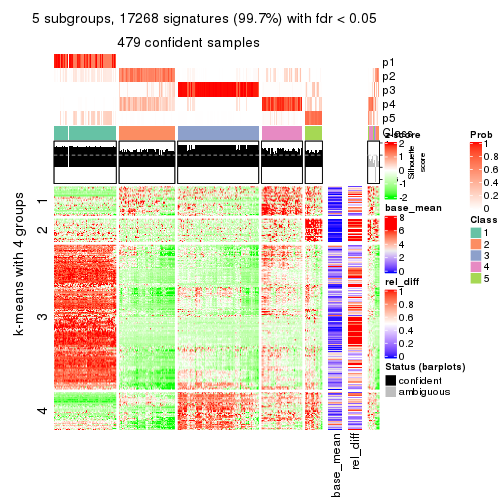 5 subgroups, 17268 signatures (99.7%) with fdr < 0.05
479 confident samples
p1
p2
p3
p4
p5
Class
Silhouette
score
k-means with 4 groups
1
2
3
4
base_mean
rel_diff
z-score
2
1
0
-1
-2
base_mean
8
6
4
2
0
rel_diff
1
0.8
0.6
0.4
0.2
0
Status (barplots)
confident
ambiguous
Prob
1
0.8
0.6
0.4
0.2
0
Class
1
2
3
4
5